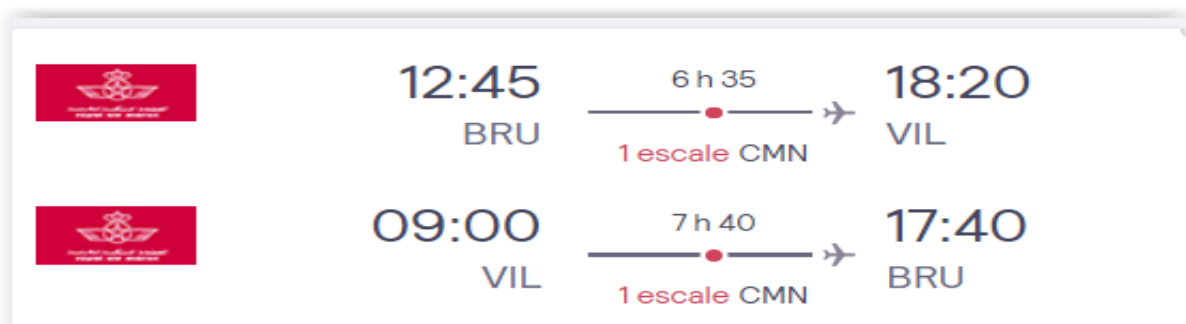 12:45 6 h 35 18:20
BRU VIL
1 escale CMN
09:00 7 h 40 17:40
VIL BRU
1 escale CMN